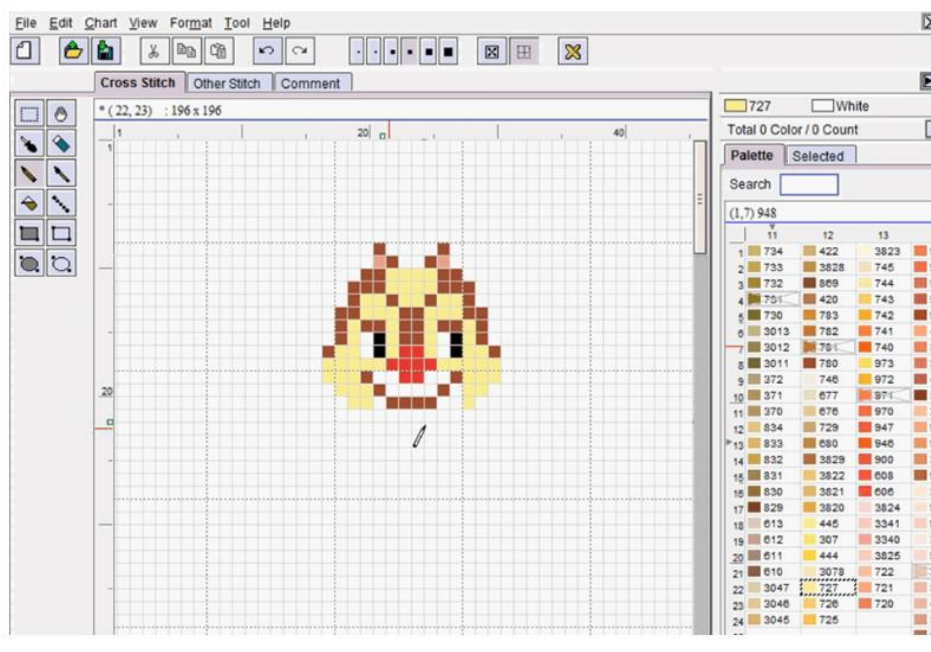 File Edit Chart View Format Tool Help
Cross Stitch Other Stitch Comment
* ( 22, 23) : 196 x 196
1 20 40
1
20
727 White
Total 0 Color / 0 Count
Palette Selected
Search
(1,7) 948
11 12 13
1 734 422 3823
2 733 3828 745
3 732 869 744
4 731 420 743
5 730 783 742
6 3013 782 741
7 3012 781 740
8 3011 780 973
9 372 746 972
10 371 677 971
11 370 676 970
12 834 729 947
13 833 680 946
14 832 3829 900
15 831 3822 608
16 830 3821 606
17 829 3820 3824
18 613 445 3341
19 612 307 3340
20 611 444 3825
21 610 3078 722
22 3047 727 721
23 3046 726 720
24 3045 725